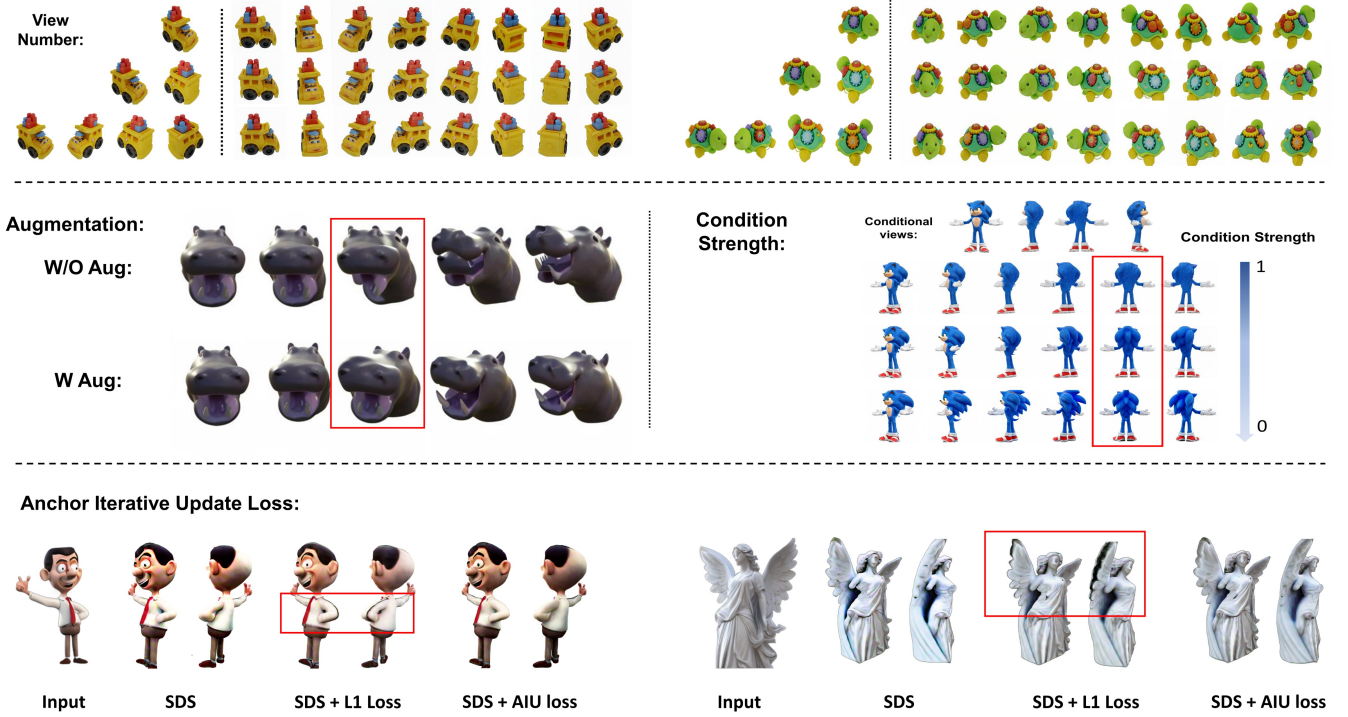 View
Number:
Augmentation:
W/O Aug:
W Aug:
Condition
Strength:
Conditional
views:
Condition Strength
1
0
Anchor Iterative Update Loss:
Input
SDS
SDS + L1 Loss
SDS + AIU loss
Input
SDS
SDS + L1 Loss
SDS + AIU loss